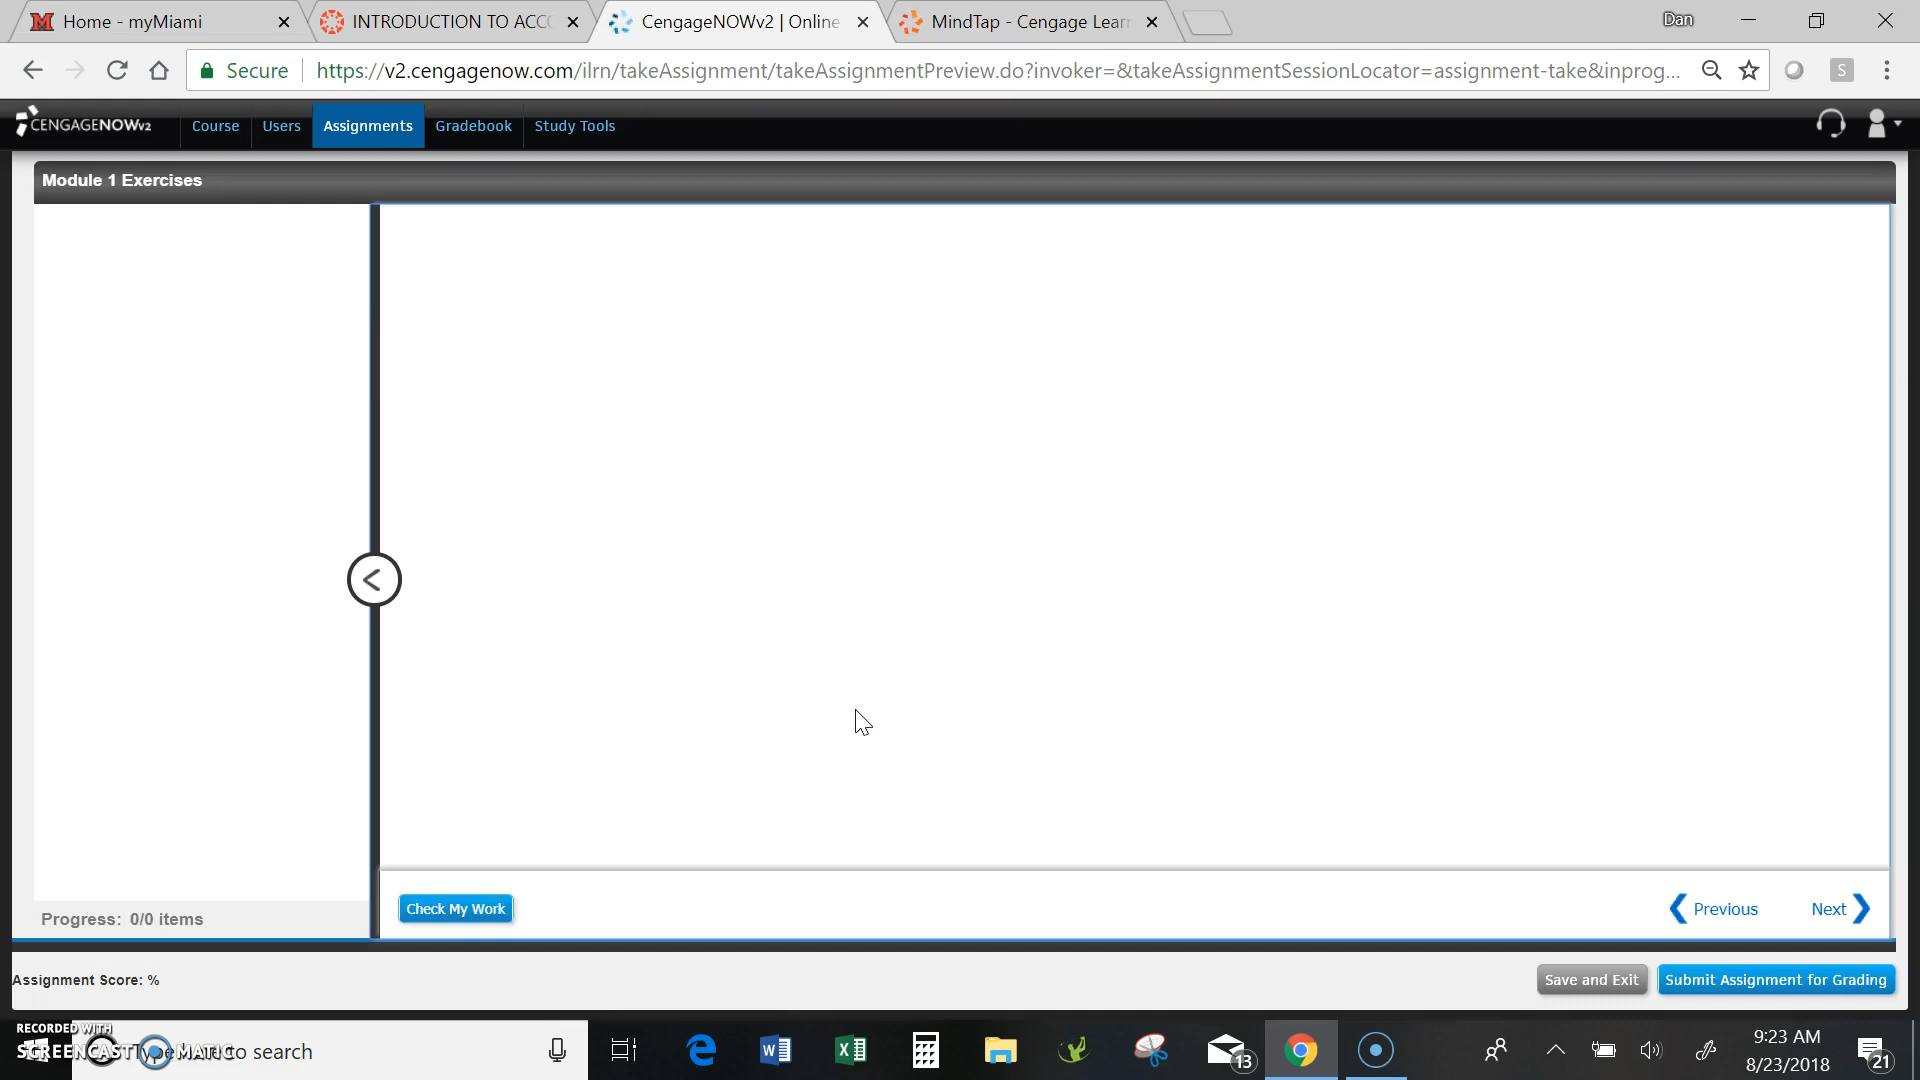 Home - myMiami
INTRODUCTION TO ACCO
CengageNOWv2 | Online
MindTap - Cengage Lear
Dan
Secure
https://v2.cengagenow.com/ilrn/takeAssignment/takeAssignmentPreview.do?invoker=&takeAssignmentSessionLocator=assignment-take&inprog...
S
CENGAGENOWv2
Course
Users
Assignments
Gradebook
Study Tools
Module 1 Exercises
Check My Work
Previous
Next
Progress: 0/0 items
Assignment Score: %
Save and Exit
Submit Assignment for Grading
RECORDED WITH
SCREENCAST MATIC
to search
13
9:23 AM
8/23/2018
21